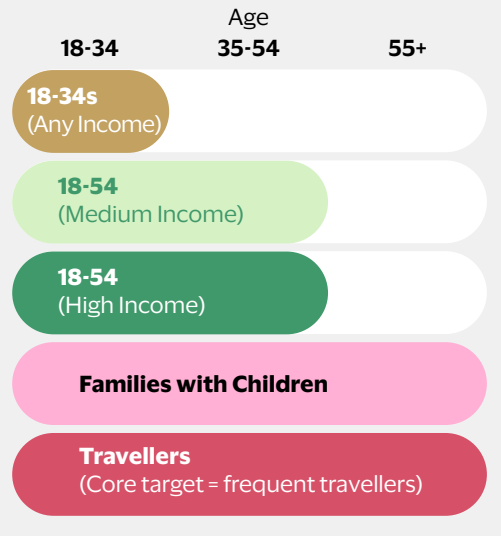 Age
18-34 35-54 55+
18-34s
(Any Income)
18-54
(Medium Income)
18-54
(High Income)
Families with Children
Travellers
(Core target = frequent travellers)